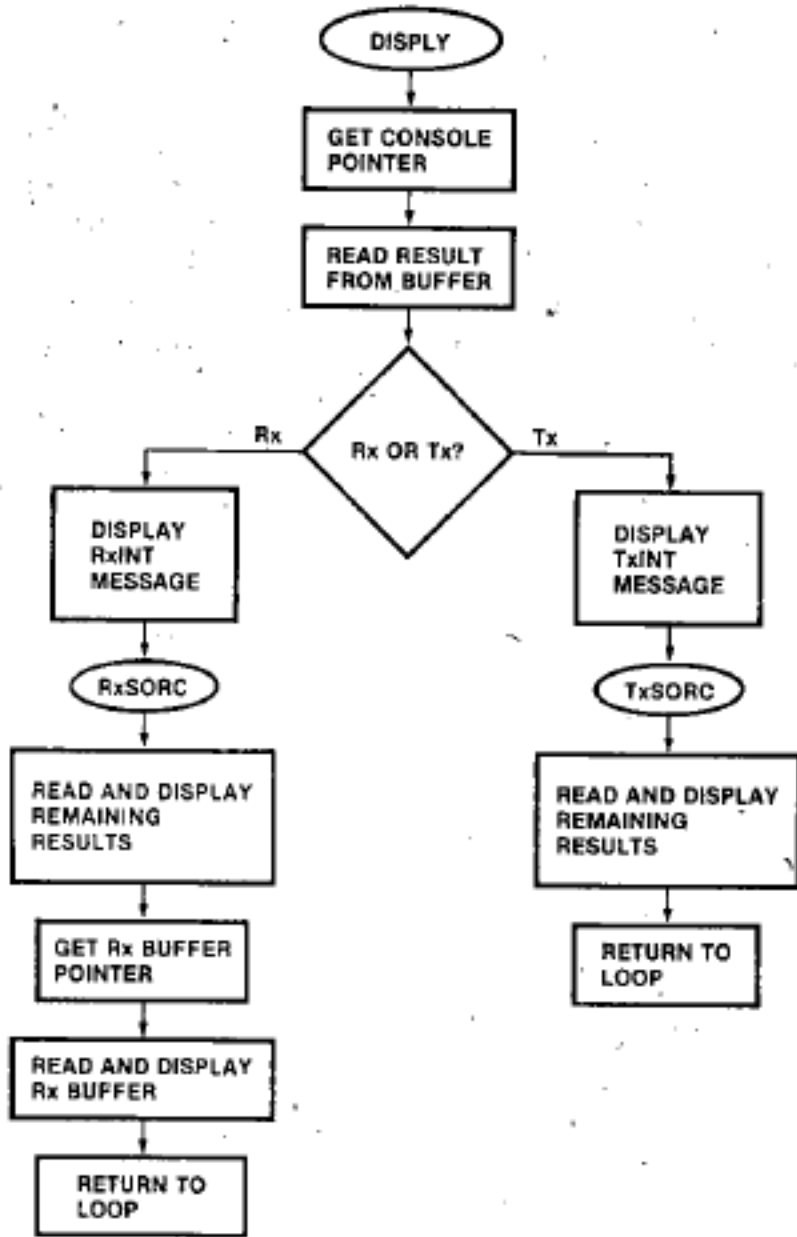 DISPLY
GET CONSOLE
POINTER
READ RESULT
FROM BUFFER
Rx
Rx OR Tx?
Tx
DISPLAY
RxINT
MESSAGE
RxSORC
READ AND DISPLAY
REMAINING
RESULTS
GET Rx BUFFER
POINTER
READ AND DISPLAY
Rx BUFFER
RETURN TO
LOOP
DISPLAY
TxINT
MESSAGE
TxSORC
READ AND DISPLAY
REMAINING
RESULTS
RETURN TO
LOOP